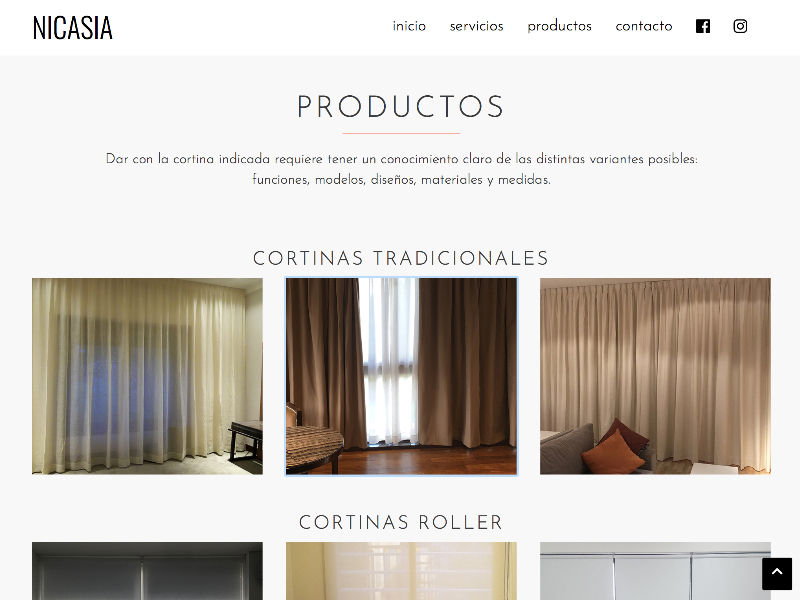 NICASIA
inicio servicios productos contacto
PRODUCTOS
Dar con la cortina indicada requiere tener un conocimiento claro de las distintas variantes posibles:
funciones, modelos, diseños, materiales y medidas.
CORTINAS TRADICIONALES
CORTINAS ROLLER